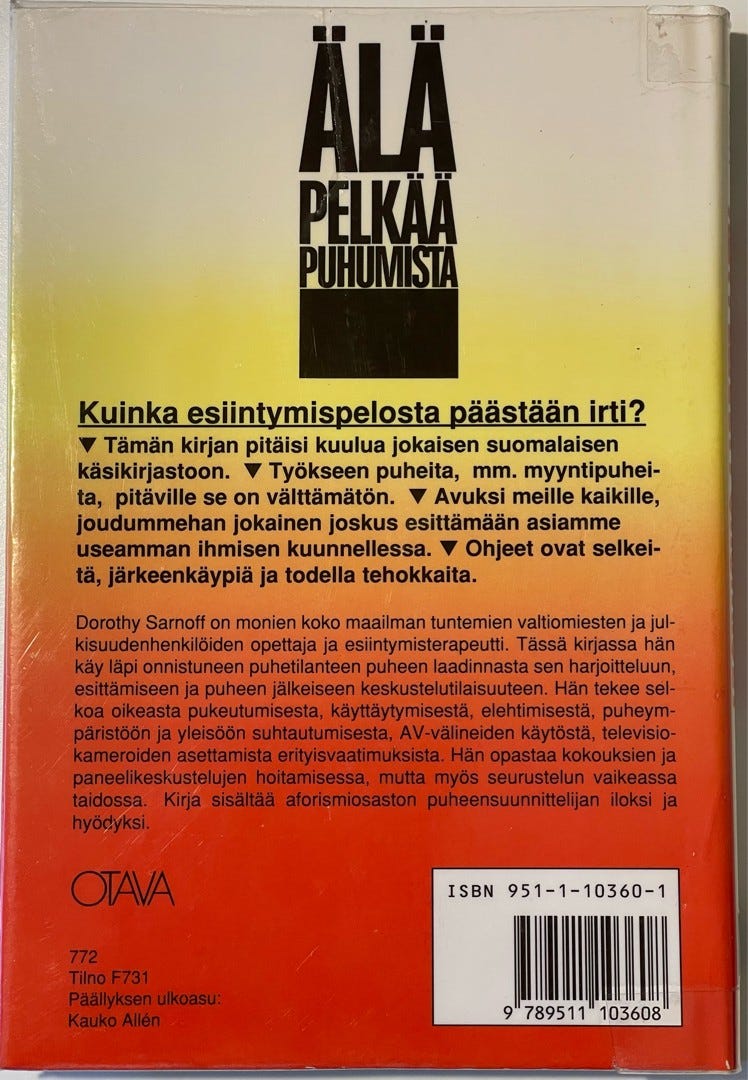 ÄLÄ
PELKÄÄ
PUHUMISTA
Kuinka esiintymispelosta päästään irti?
▼ Tämän kirjan pitäisi kuulua jokaisen suomalaisen
käsikirjastoon. ▼ Työkseen puheita, mm. myyntipuhei-
ta, pitäville se on välttämätön. ▼ Avuksi meille kaikille,
joudummehan jokainen joskus esittämään asiamme
useamman ihmisen kuunnellessa. ▼ Ohjeet ovat selkei-
tä, järkeenkäypiä ja todella tehokkaita.
Dorothy Sarnoff on monien koko maailman tuntemien valtiomiesten ja jul-
kisuudenhenkilöiden opettaja ja esiintymisterapeutti. Tässä kirjassa hän
käy läpi onnistuneen puhetilanteen puheen laadinnasta sen harjoitteluun,
esittämiseen ja puheen jälkeiseen keskustelutilaisuuteen. Hän tekee sel-
koa oikeasta pukeutumisesta, käyttäytymisestä, elehtimisestä, puheym-
päristöön ja yleisöön suhtautumisesta, AV-välineiden käytöstä, televisio-
kameroiden asettamista erityisvaatimuksista. Hän opastaa kokouksien ja
paneelikeskustelujen hoitamisessa, mutta myös seurustelun vaikeassa
taidossa. Kirja sisältää aforismiosaston puheensuunnittelijan iloksi ja
hyödyksi.
OTAVA
ISBN 951-1-10360-1
9 789511 103608
772
Tilno F731
Päällyksen ulkoasu:
Kauko Allén